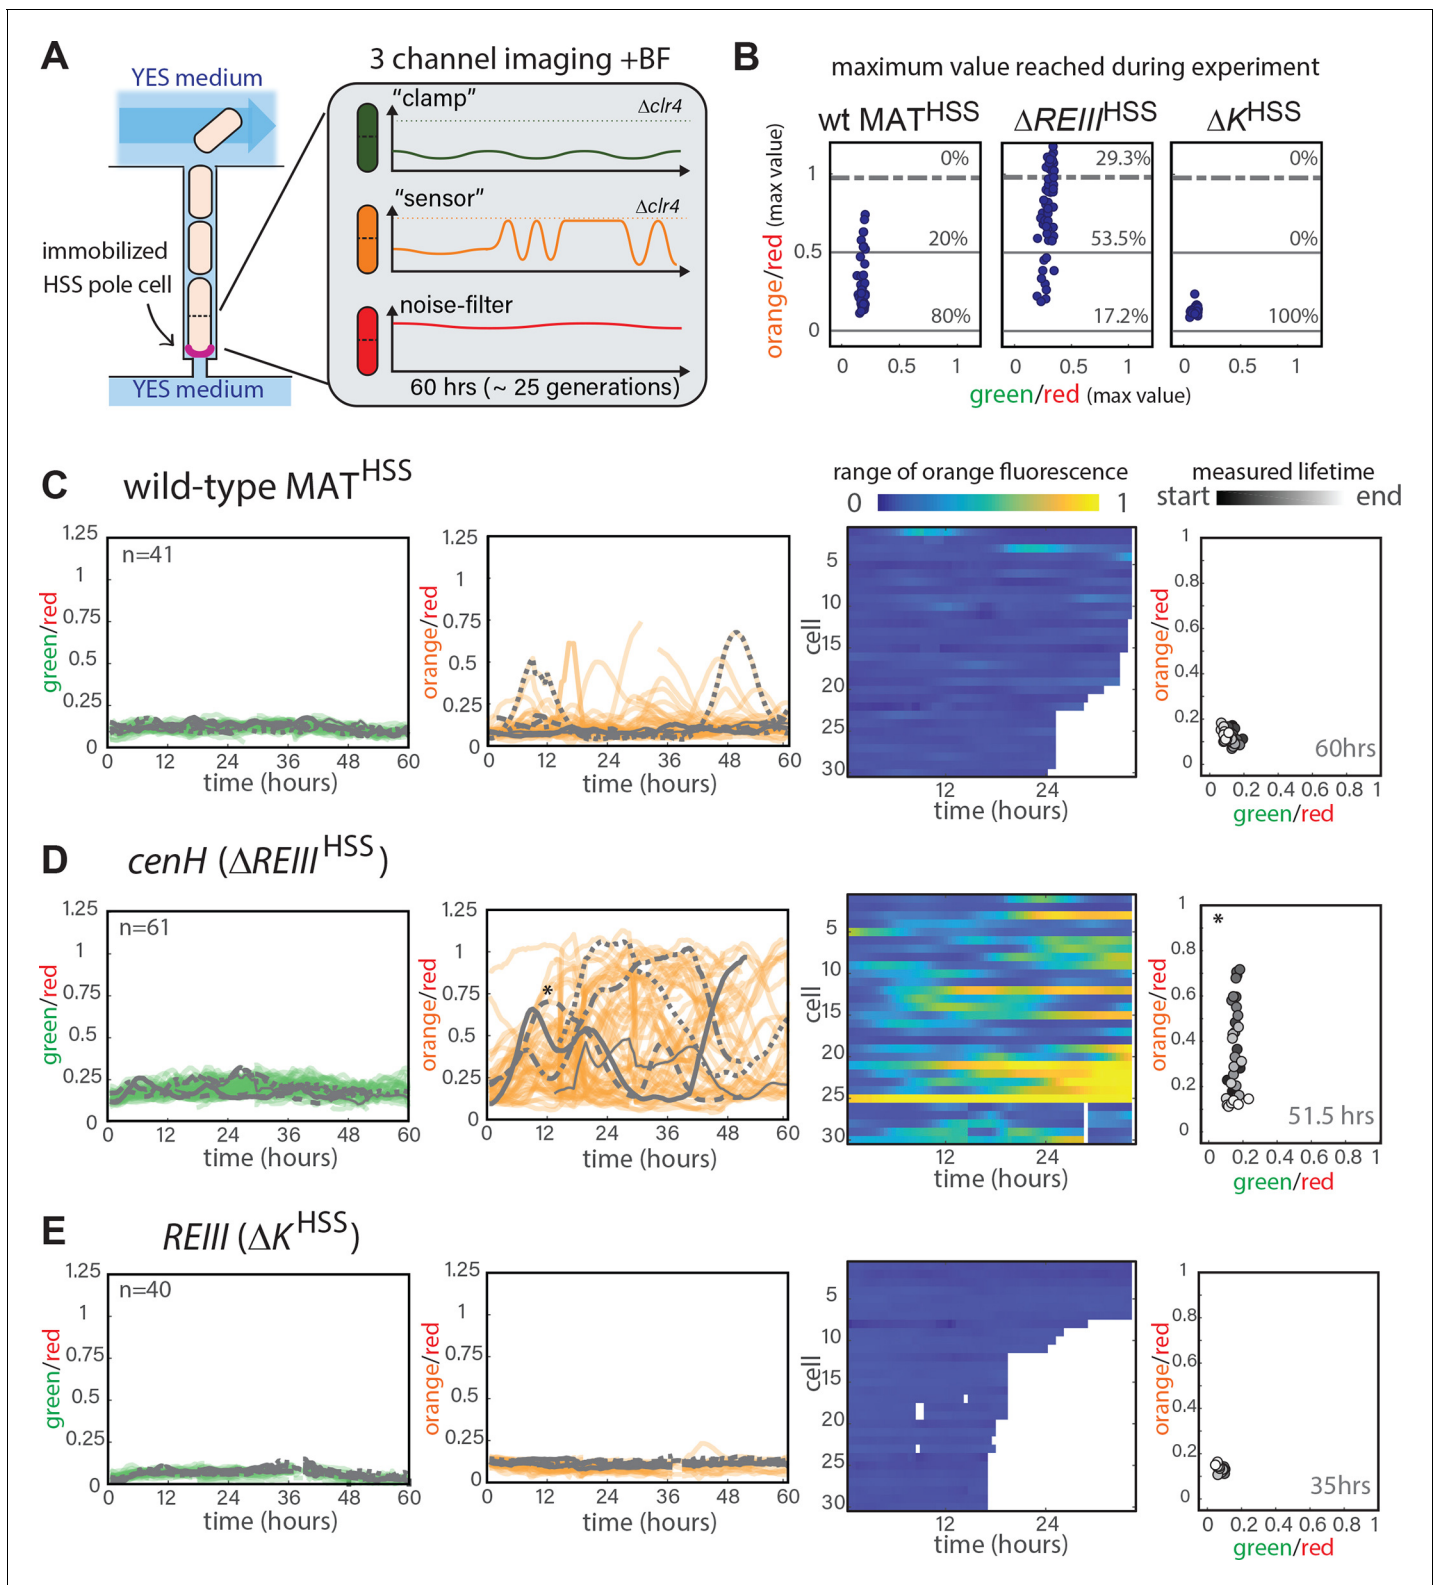 A
YES medium
immobilized
HSS pole cell
YES medium
3 channel imaging +BF
“clamp”
Δclr4
“sensor”
Δclr4
noise-filter
60 hrs (~ 25 generations)
B
maximum value reached during experiment
wt MAT^HSS ΔREIII^HSS ΔK^HSS
orange/red (max value)
1
0.5
0
0%
20%
80%
29.3%
53.5%
17.2%
0%
0%
100%
0 0.5 1
0 0.5 1
0 0.5 1
green/red (max value)
C
wild-type MAT^HSS
range of orange fluorescence
0 1
measured lifetime
start end
n=41
green/red
1.25
1
0.75
0.5
0.25
0
0 12 24 36 48 60
time (hours)
orange/red
1.25
1
0.75
0.5
0.25
0
0 12 24 36 48 60
time (hours)
cell
5
10
15
20
25
30
12 24
time (hours)
orange/red
1
0.8
0.6
0.4
0.2
0
60hrs
0 0.2 0.4 0.6 0.8 1
green/red
D
cenH (ΔREIII^HSS)
n=61
green/red
1.25
1
0.75
0.5
0.25
0
0 12 24 36 48 60
time (hours)
orange/red
1.25
1
0.75
0.5
0.25
0
*
0 12 24 36 48 60
time (hours)
cell
5
10
15
20
25
30
12 24
time (hours)
orange/red
1
0.8
0.6
0.4
0.2
0
*
51.5 hrs
0 0.2 0.4 0.6 0.8 1
green/red
E
REIII (ΔK^HSS)
n=40
green/red
1.25
1
0.75
0.5
0.25
0
0 12 24 36 48 60
time (hours)
orange/red
1.25
1
0.75
0.5
0.25
0
0 12 24 36 48 60
time (hours)
cell
5
10
15
20
25
30
12 24
time (hours)
orange/red
1
0.8
0.6
0.4
0.2
0
35hrs
0 0.2 0.4 0.6 0.8 1
green/red